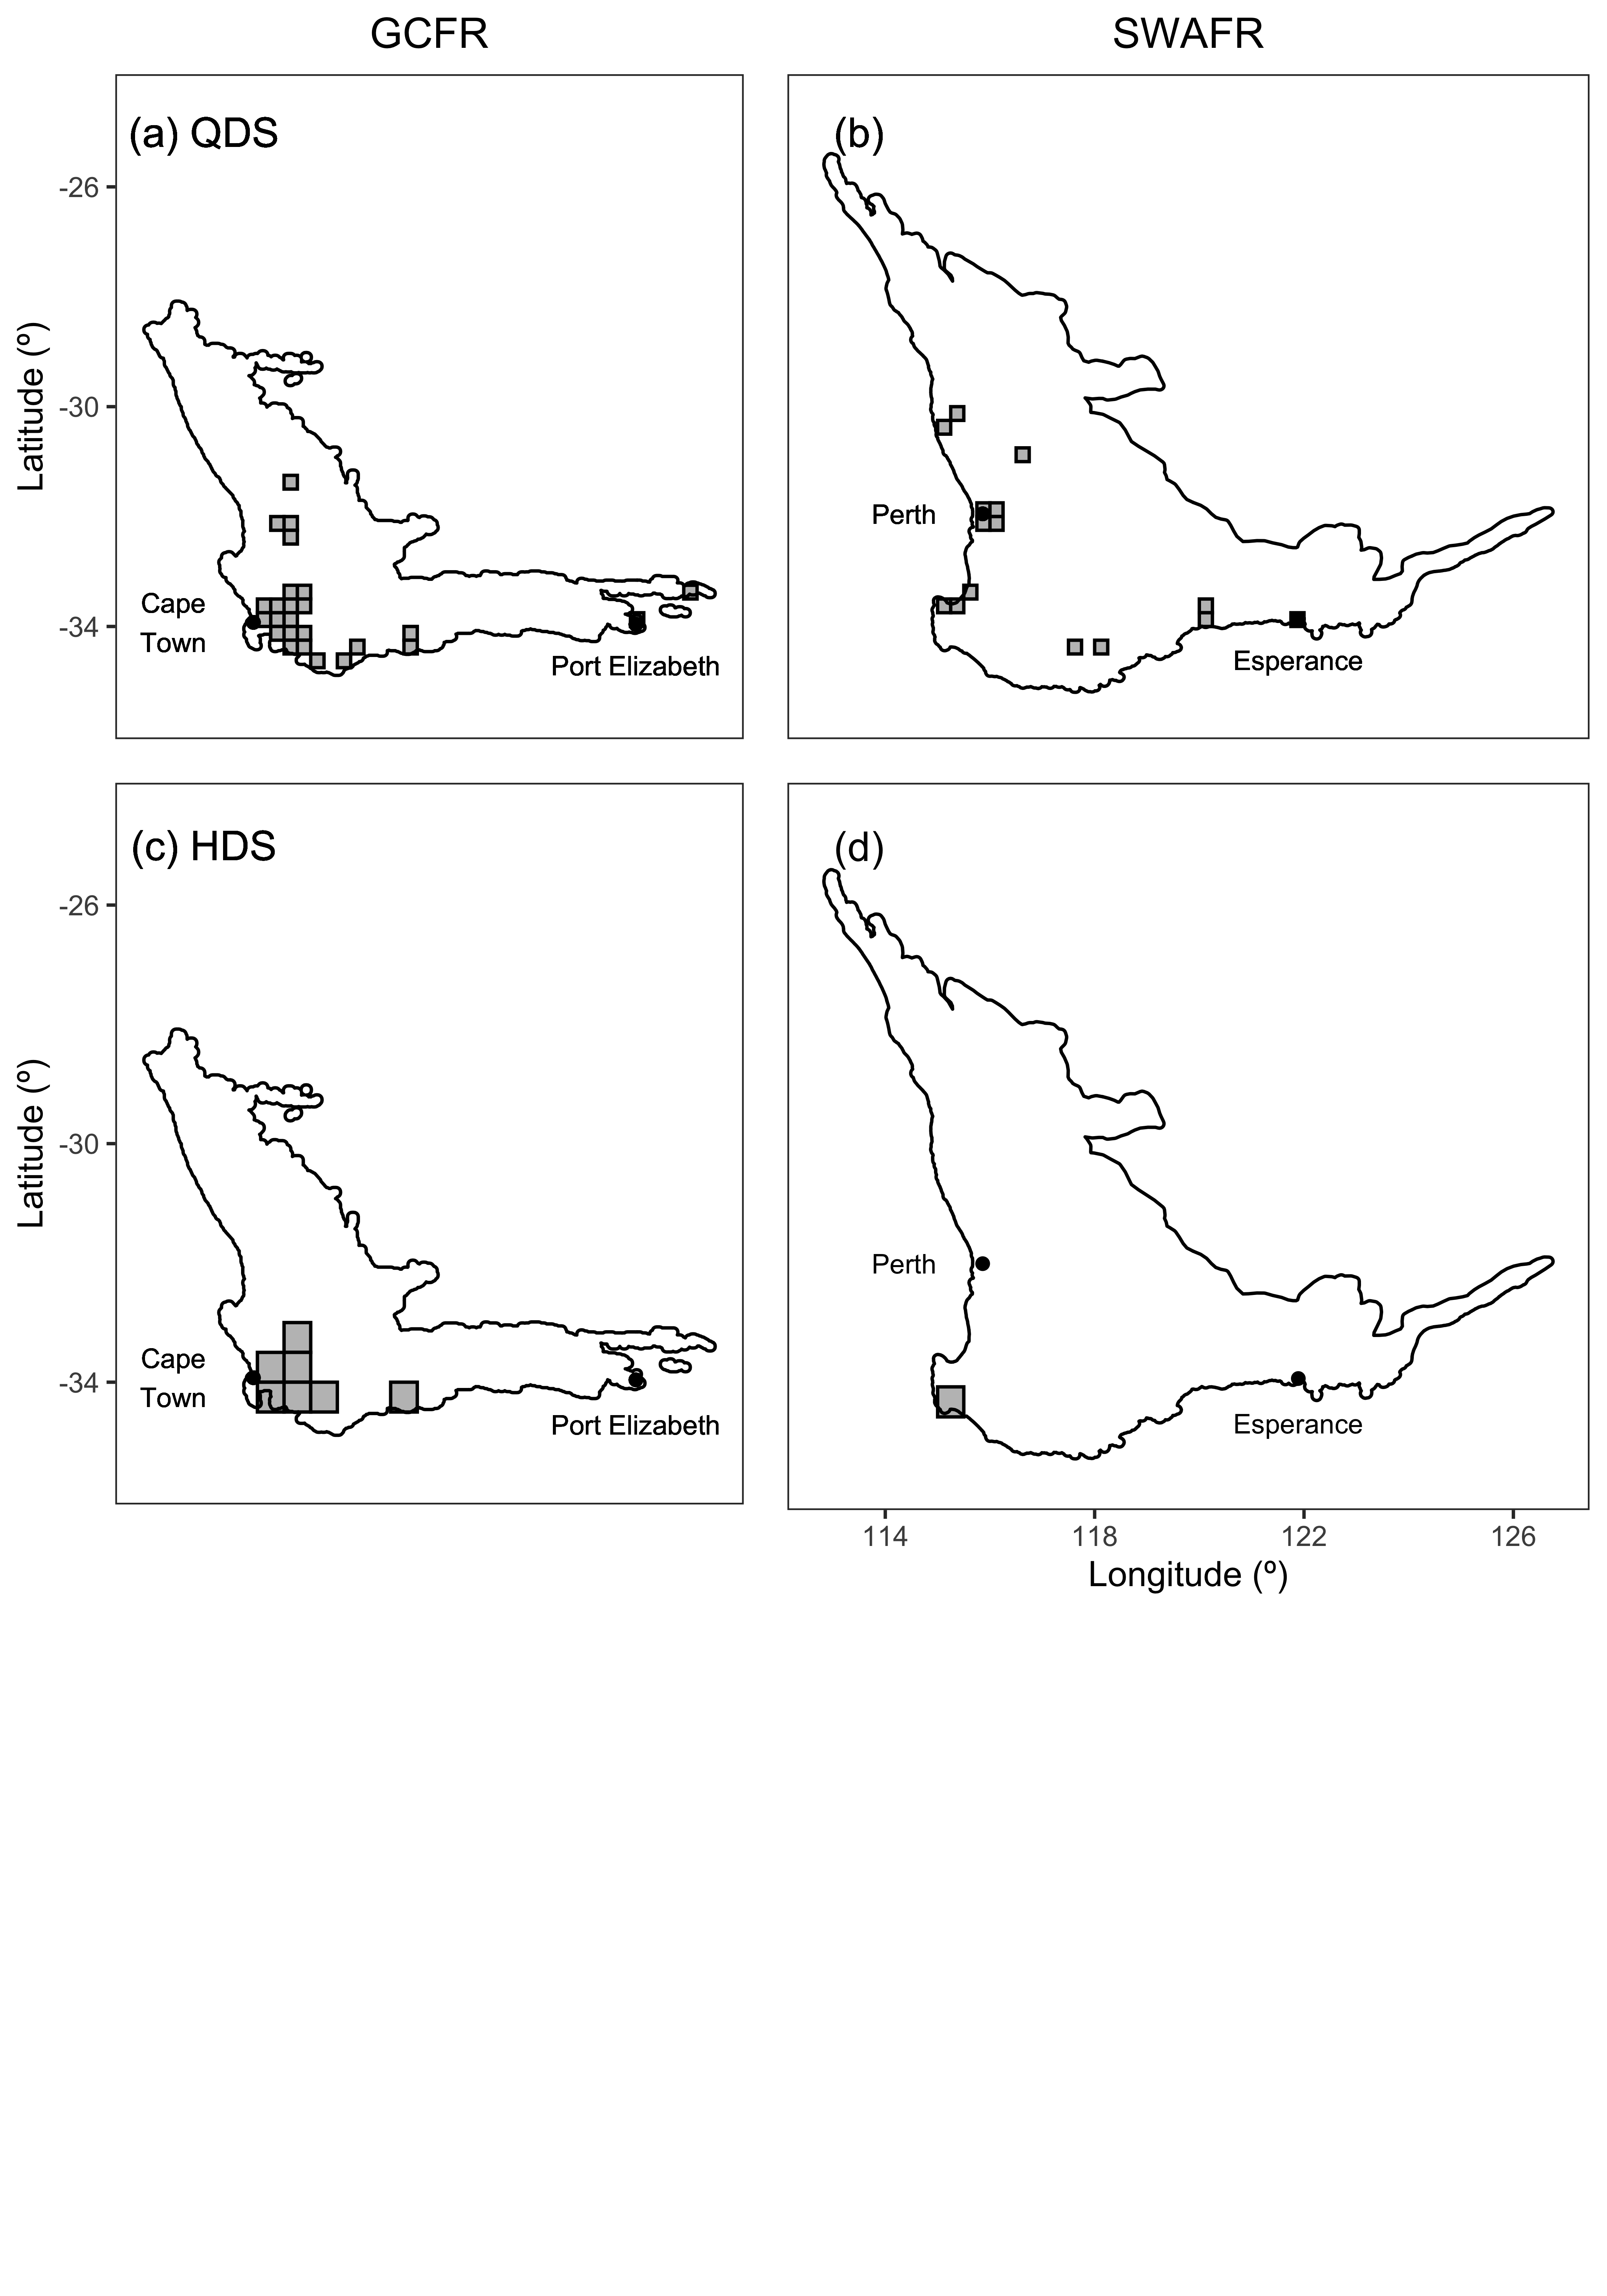 GCFR
SWAFR
(a) QDS
(b)
-26
-30
-34
Latitude (º)
Cape
Town
Port Elizabeth
Perth
Esperance
(c) HDS
(d)
-26
-30
-34
Latitude (º)
Cape
Town
Port Elizabeth
Perth
Esperance
114
118
122
126
Longitude (º)